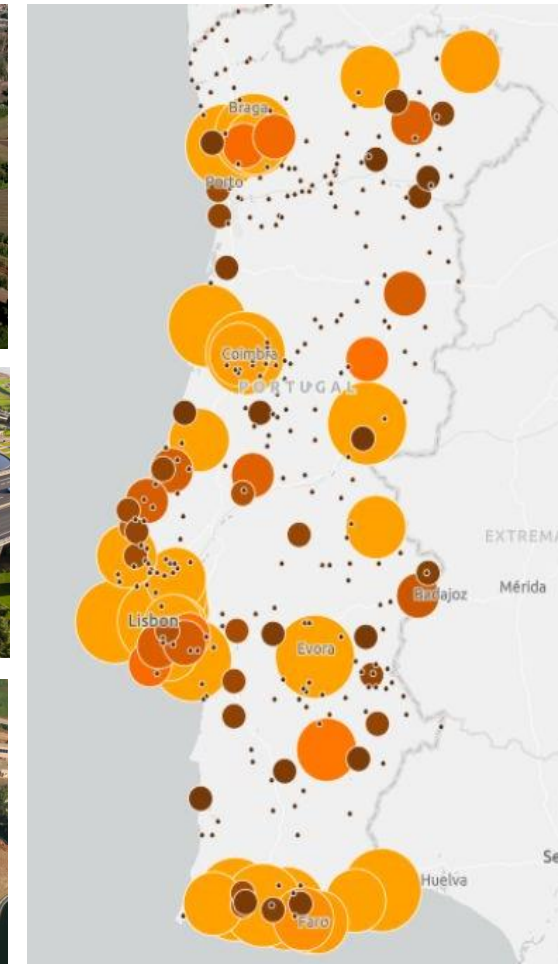 Braga
Porto
Coimbra
PORTUGAL
EXTREMA
Mérida
Badajoz
Lisbon
Evora
Se
Huelva
Faro